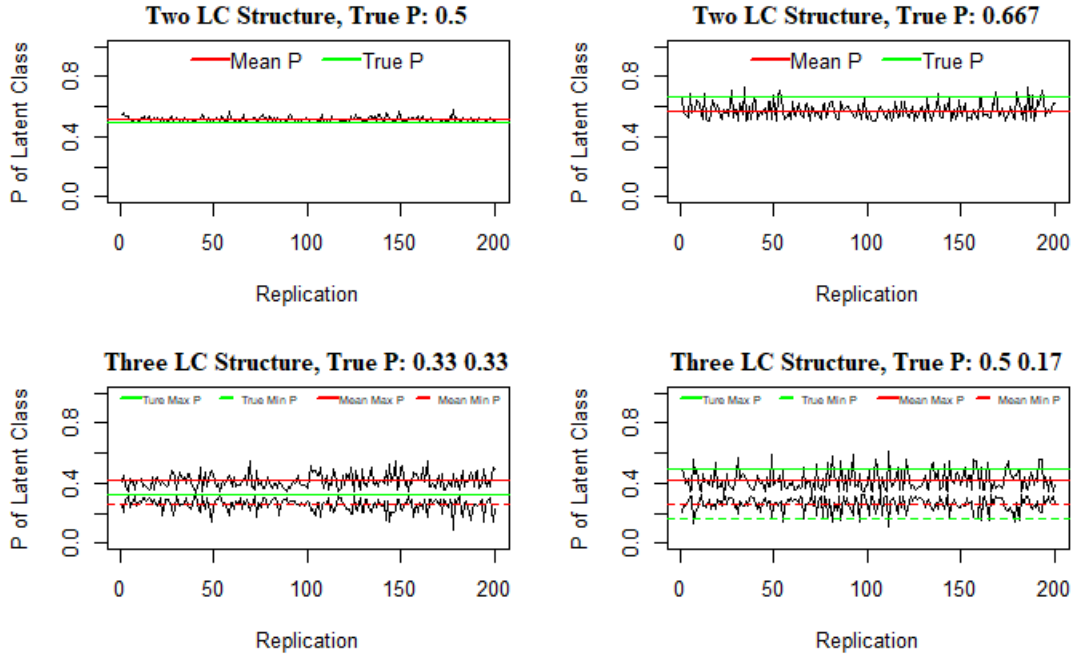 Two LC Structure, True P: 0.5
P of Latent Class
0.0 0.4 0.8
Mean P True P
0 50 100 150 200
Replication
Two LC Structure, True P: 0.667
P of Latent Class
0.0 0.4 0.8
Mean P True P
0 50 100 150 200
Replication
Three LC Structure, True P: 0.33 0.33
P of Latent Class
0.0 0.4 0.8
Ture Max P True Min P Mean Max P Mean Min P
0 50 100 150 200
Replication
Three LC Structure, True P: 0.5 0.17
P of Latent Class
0.0 0.4 0.8
Ture Max P True Min P Mean Max P Mean Min P
0 50 100 150 200
Replication